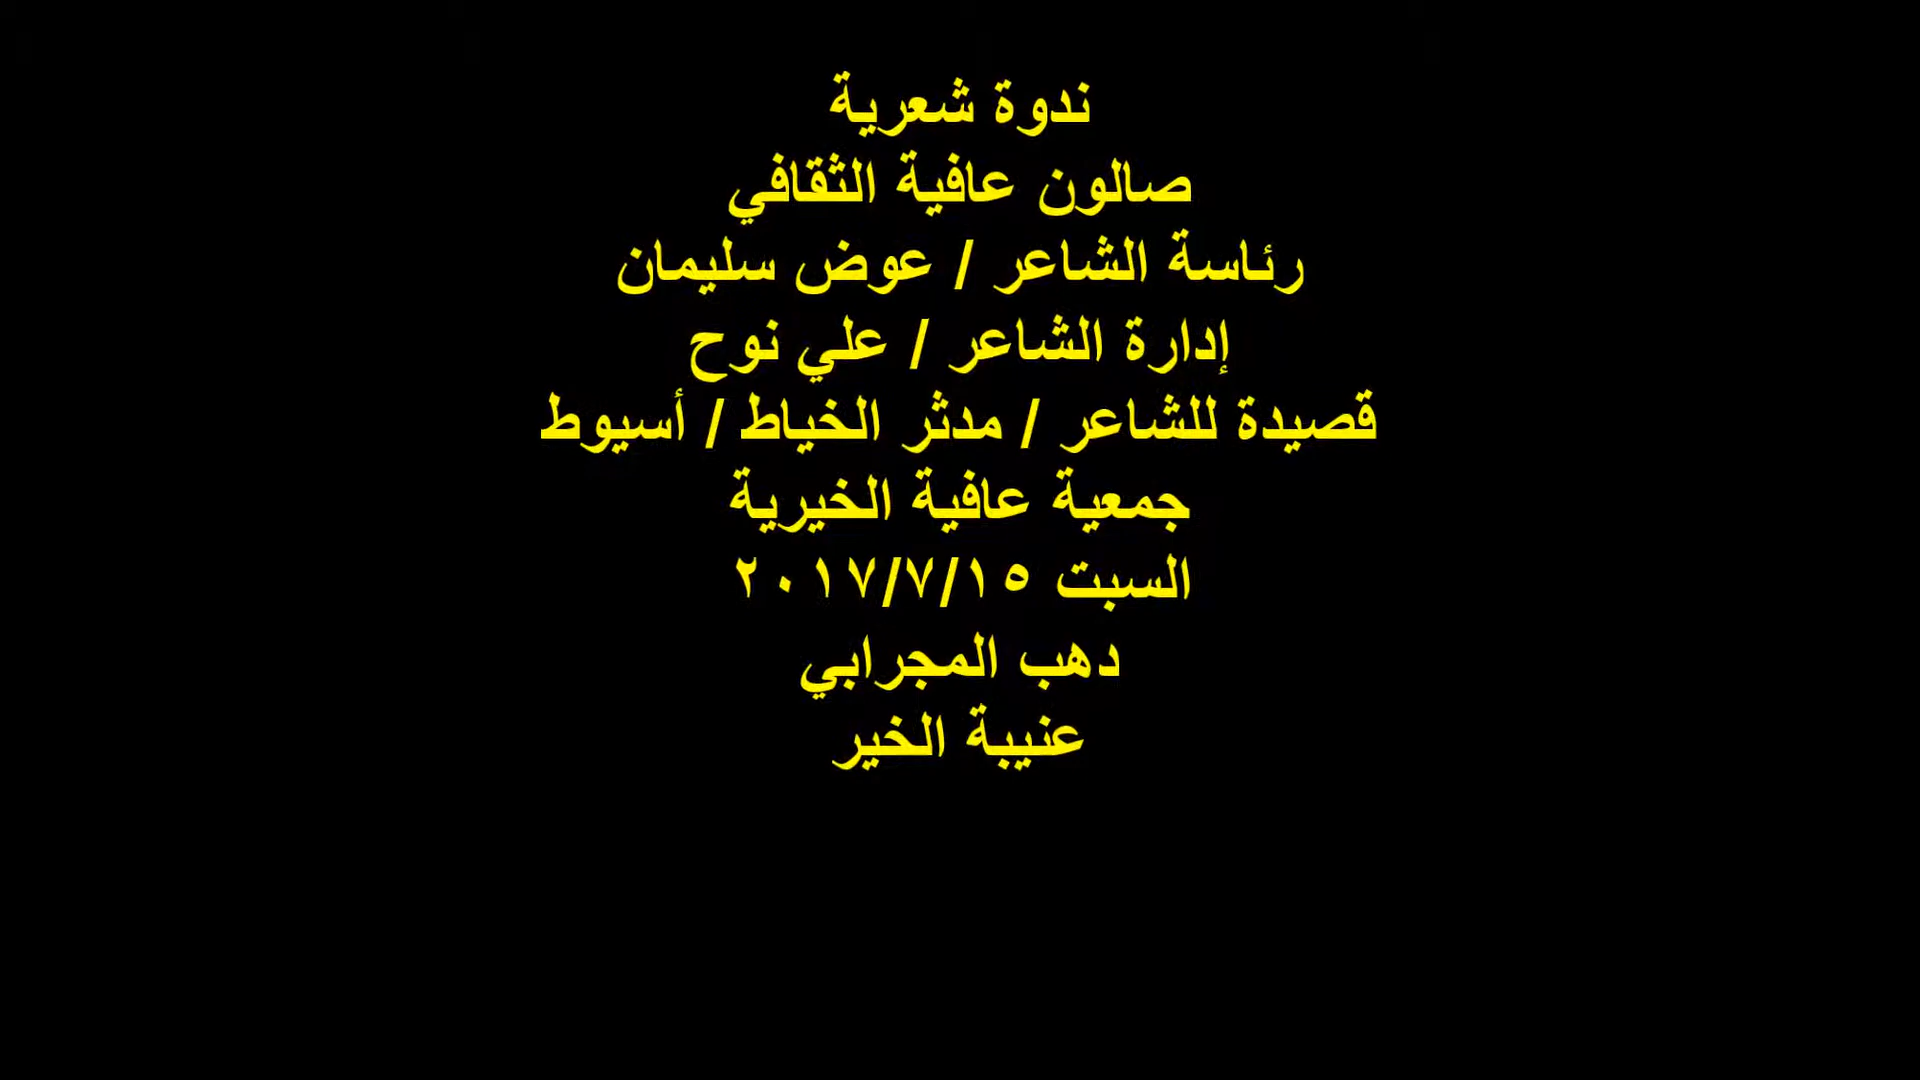 ندوة شعرية
صالون عافية الثقافي
رئاسة الشاعر / عوض سليمان
إدارة الشاعر / علي نوح
قصيدة للشاعر / مدثر الخياط / أسيوط
جمعية عافية الخيرية
السبت ٢٠١٧/٧/١٥
دهب المجرابي
عنيبة الخير